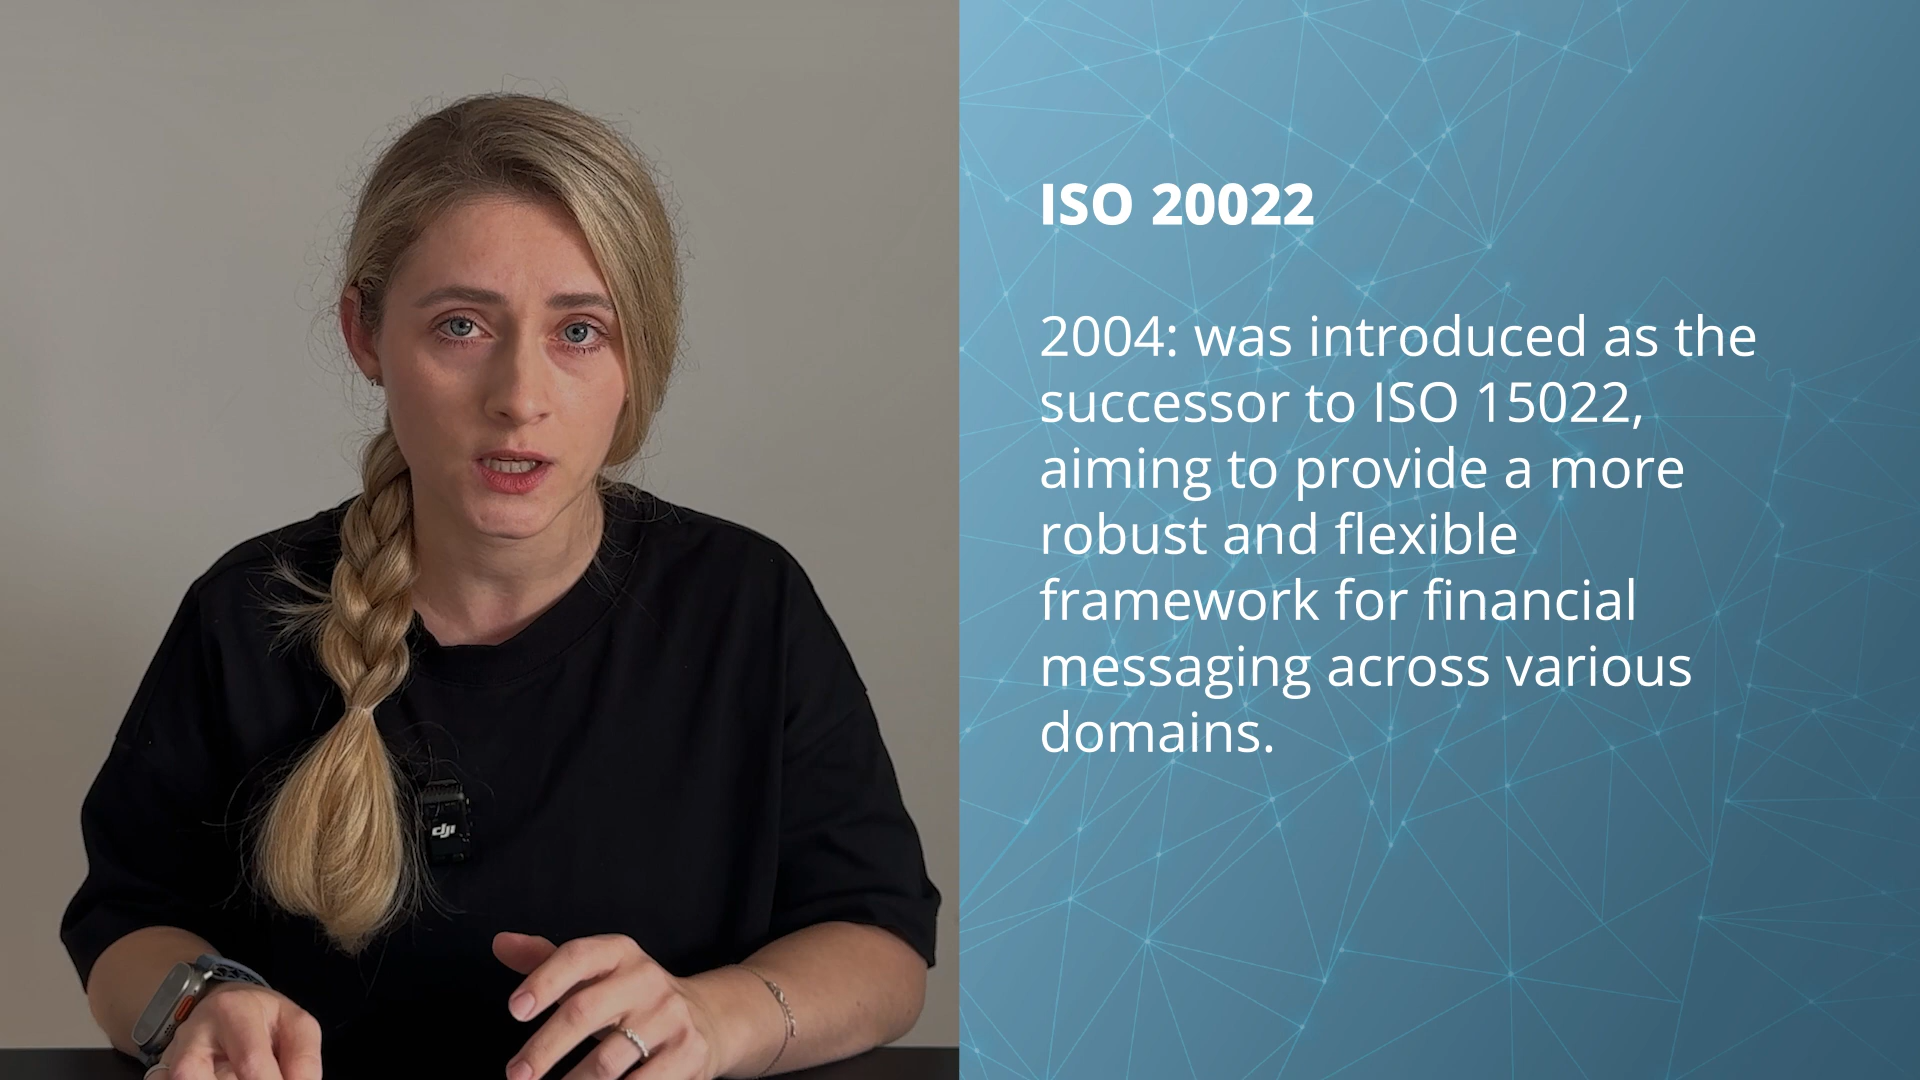 ISO 20022
2004: was introduced as the
successor to ISO 15022,
aiming to provide a more
robust and flexible
framework for financial
messaging across various
domains.
dji